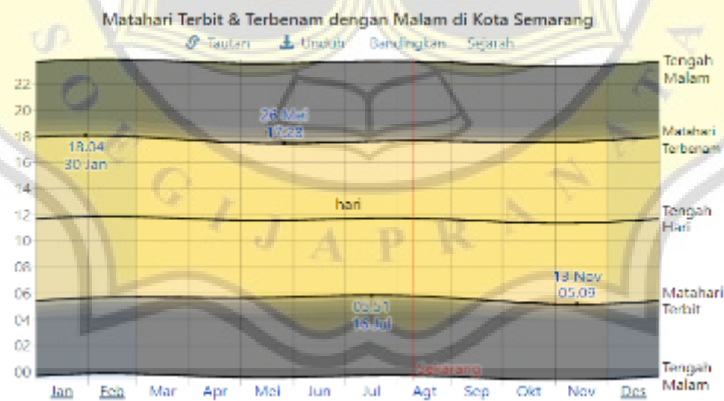 Matahari Terbit & Terbenam dengan Malam di Kota Semarang
Tautan Unduh Bandingkan Sejarah
Tengah
Malam
22
20
18
16
14
12
10
08
06
04
02
00
26 Mei
17.28
18.04
30 Jan
Matahari
Terbenam
hari
Tengah
Hari
13 Nov
05.09
05.51
16 Jul
Matahari
Terbit
Sekarang
Tengah
Malam
Jan Feb Mar Apr Mei Jun Jul Agt Sep Okt Nov Des
SOEGIJAPRANATA